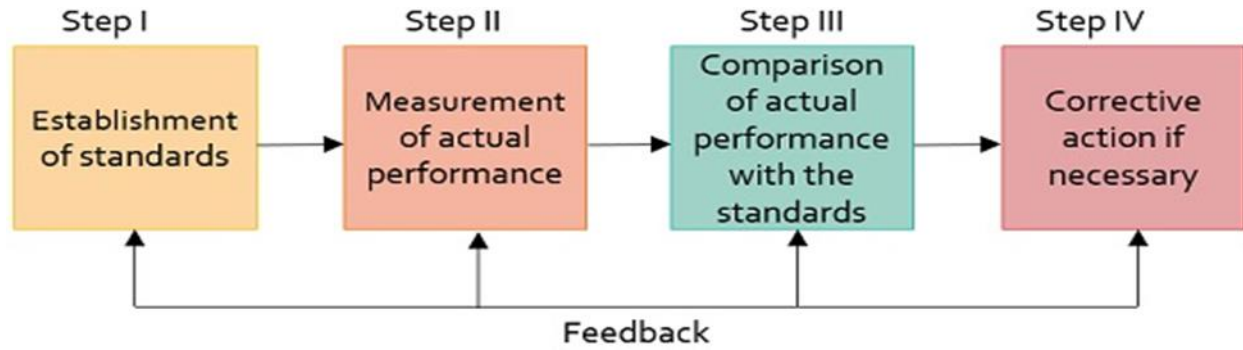 Step I
Establishment
of standards
Step II
Measurement
of actual
performance
Step III
Comparison
of actual
performance
with the
standards
Step IV
Corrective
action if
necessary
Feedback